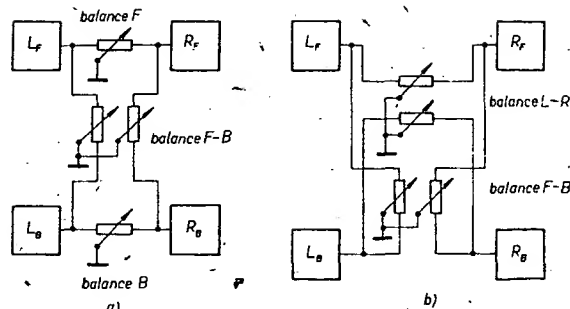 balance F
L_F
R_F
balance F-B
L_B
R_B
balance B
a)
L_F
R_F
balance L-R
balance F-B
L_B
R_B
b)